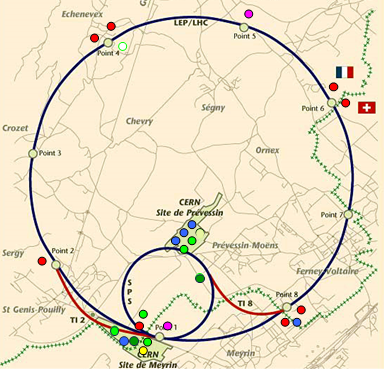 Echenevex
LEP/LHC
Point 5
Point 4
Point 6
Ségny
Chevry
Crozet
Ornex
Point 3
CERN
Site de Prévessin
Point 7
Prévessin Moëns
Sergy
Point 2
Ferney-Voltaire
SPS
TI 8
Point 8
St Genis-Pouilly
TI 2
Point 1
CERN
Meyrin
Site de Meyrin